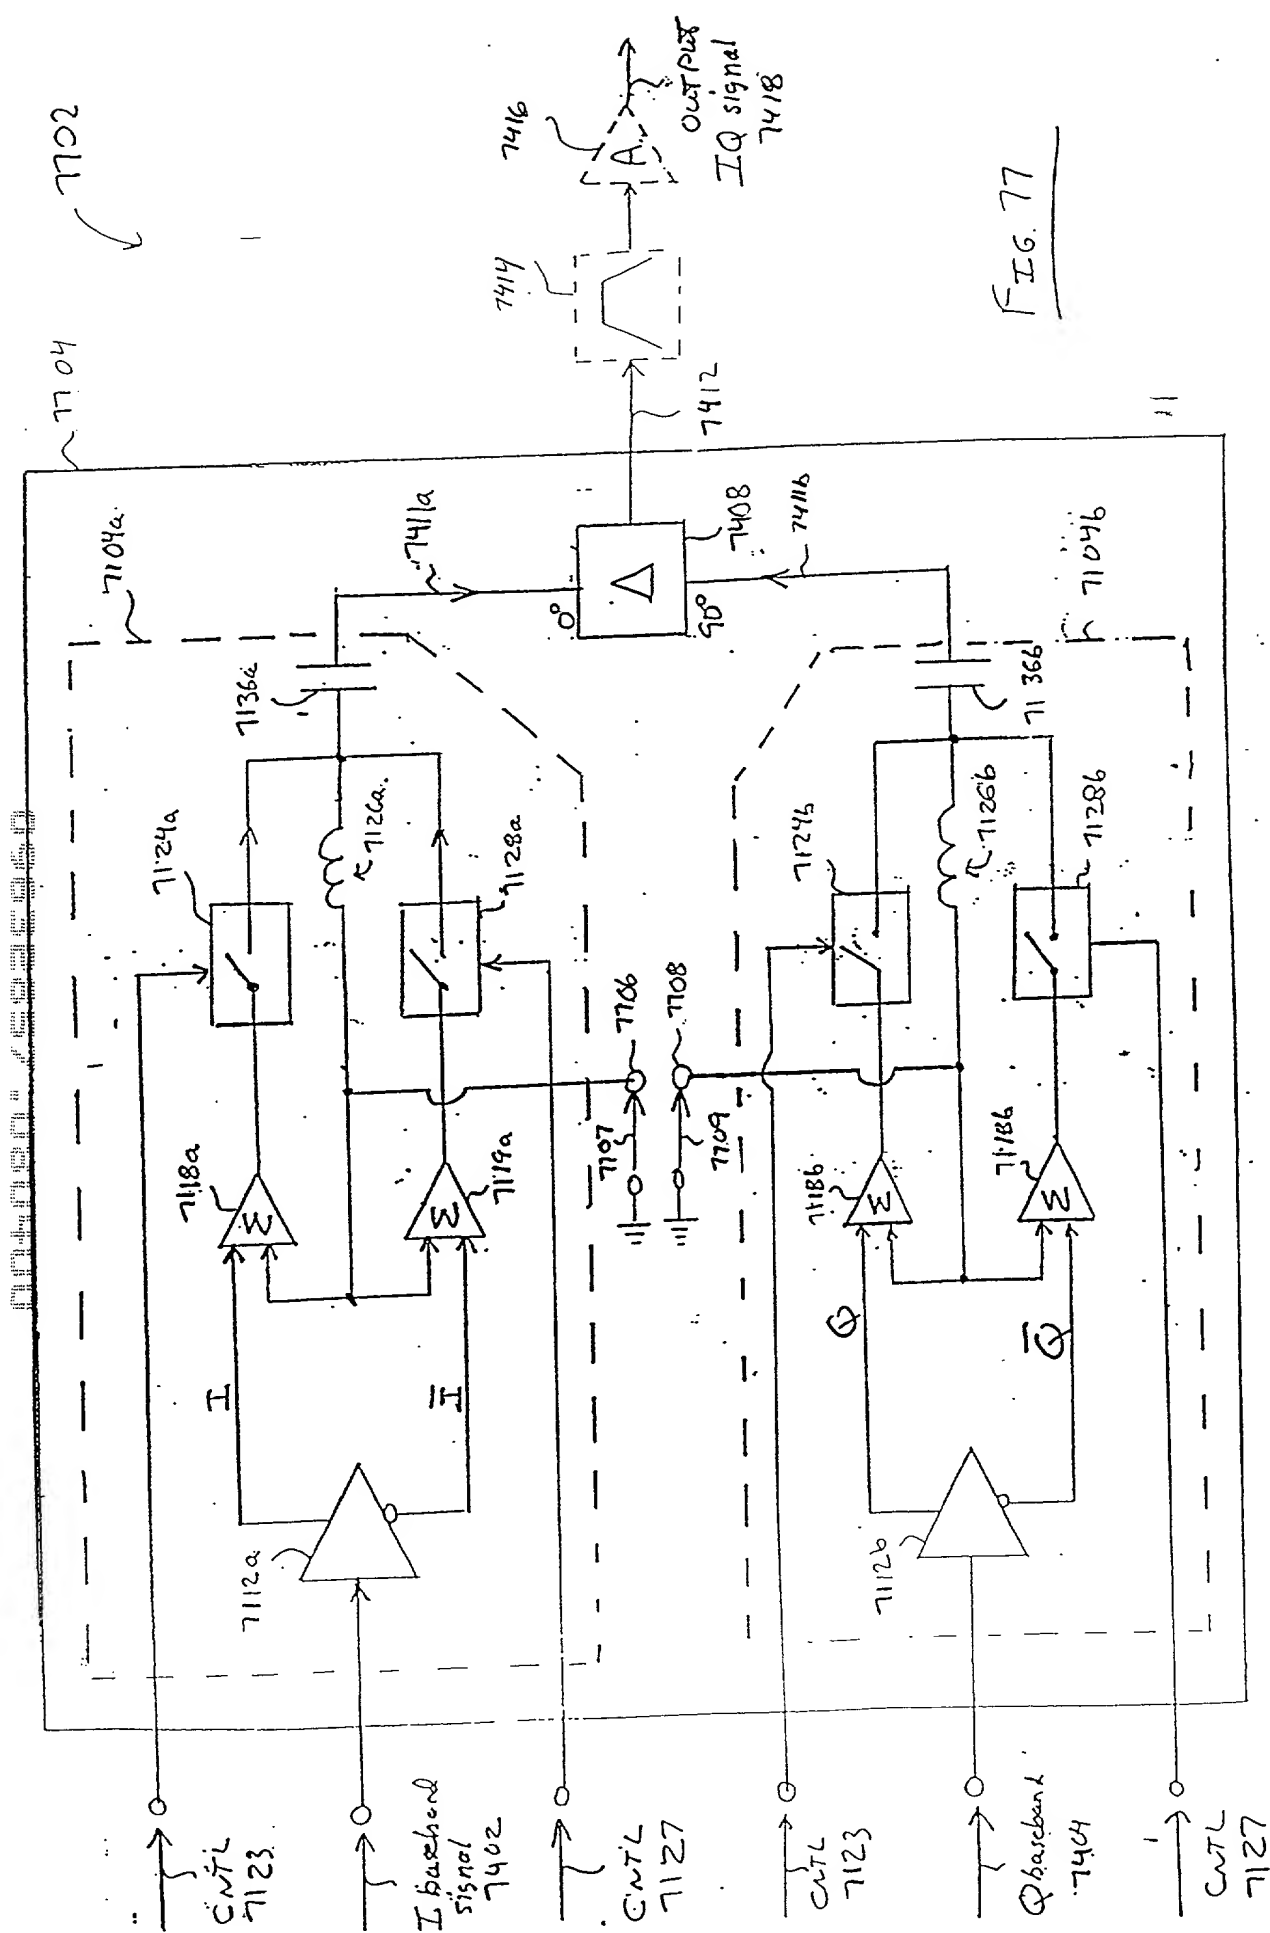 7702
7704
7104a
7124a
7136a
7411a
7118a
7126a
7128a
7119a
I
I̅
7112a
CNTL
7123
I baseband
signal
7402
CNTL
7127
0°
7408
90°
7411b
7412
7414
7416
A
OUTPUT
IQ signal
7418
7706
7708
7707
7709
7104b
7124b
7136b
7126b
7128b
7118b
7118b
Σ
Σ
Σ
Σ
Q
Q̅
7112b
CNTL
7123
Q baseband
7404
CNTL
7127
FIG. 77